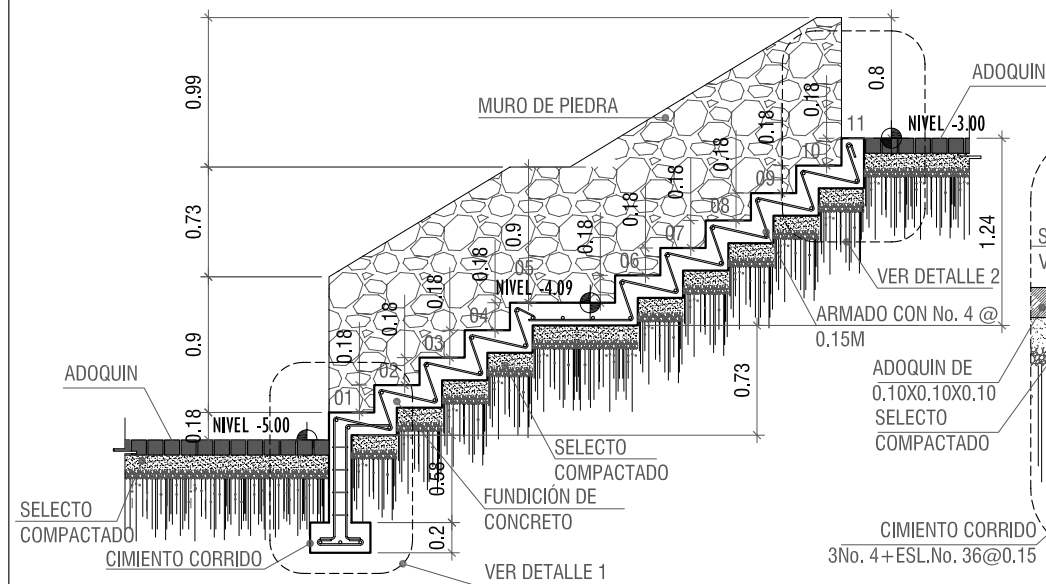 0.99
0.8
ADOQUIN
MURO DE PIEDRA
0.18
0.18
11
NIVEL -3.00
10
0.18
09
0.18
08
0.18
07
0.18
06
0.18
0.9
05
0.73
1.24
NIVEL -4.09
0.18
04
0.18
03
0.18
02
0.18
01
VER DETALLE 2
ARMADO CON No. 4 @
0.15M
0.9
ADOQUIN
0.73
ADOQUIN DE
0.10X0.10X0.10
SELECTO
COMPACTADO
0.18
NIVEL -5.00
SELECTO
COMPACTADO
0.58
FUNDICIÓN DE
CONCRETO
SELECTO
COMPACTADO
0.2
CIMIENTO CORRIDO
VER DETALLE 1
CIMIENTO CORRIDO
3No. 4+ESL.No. 36@0.15
S
V